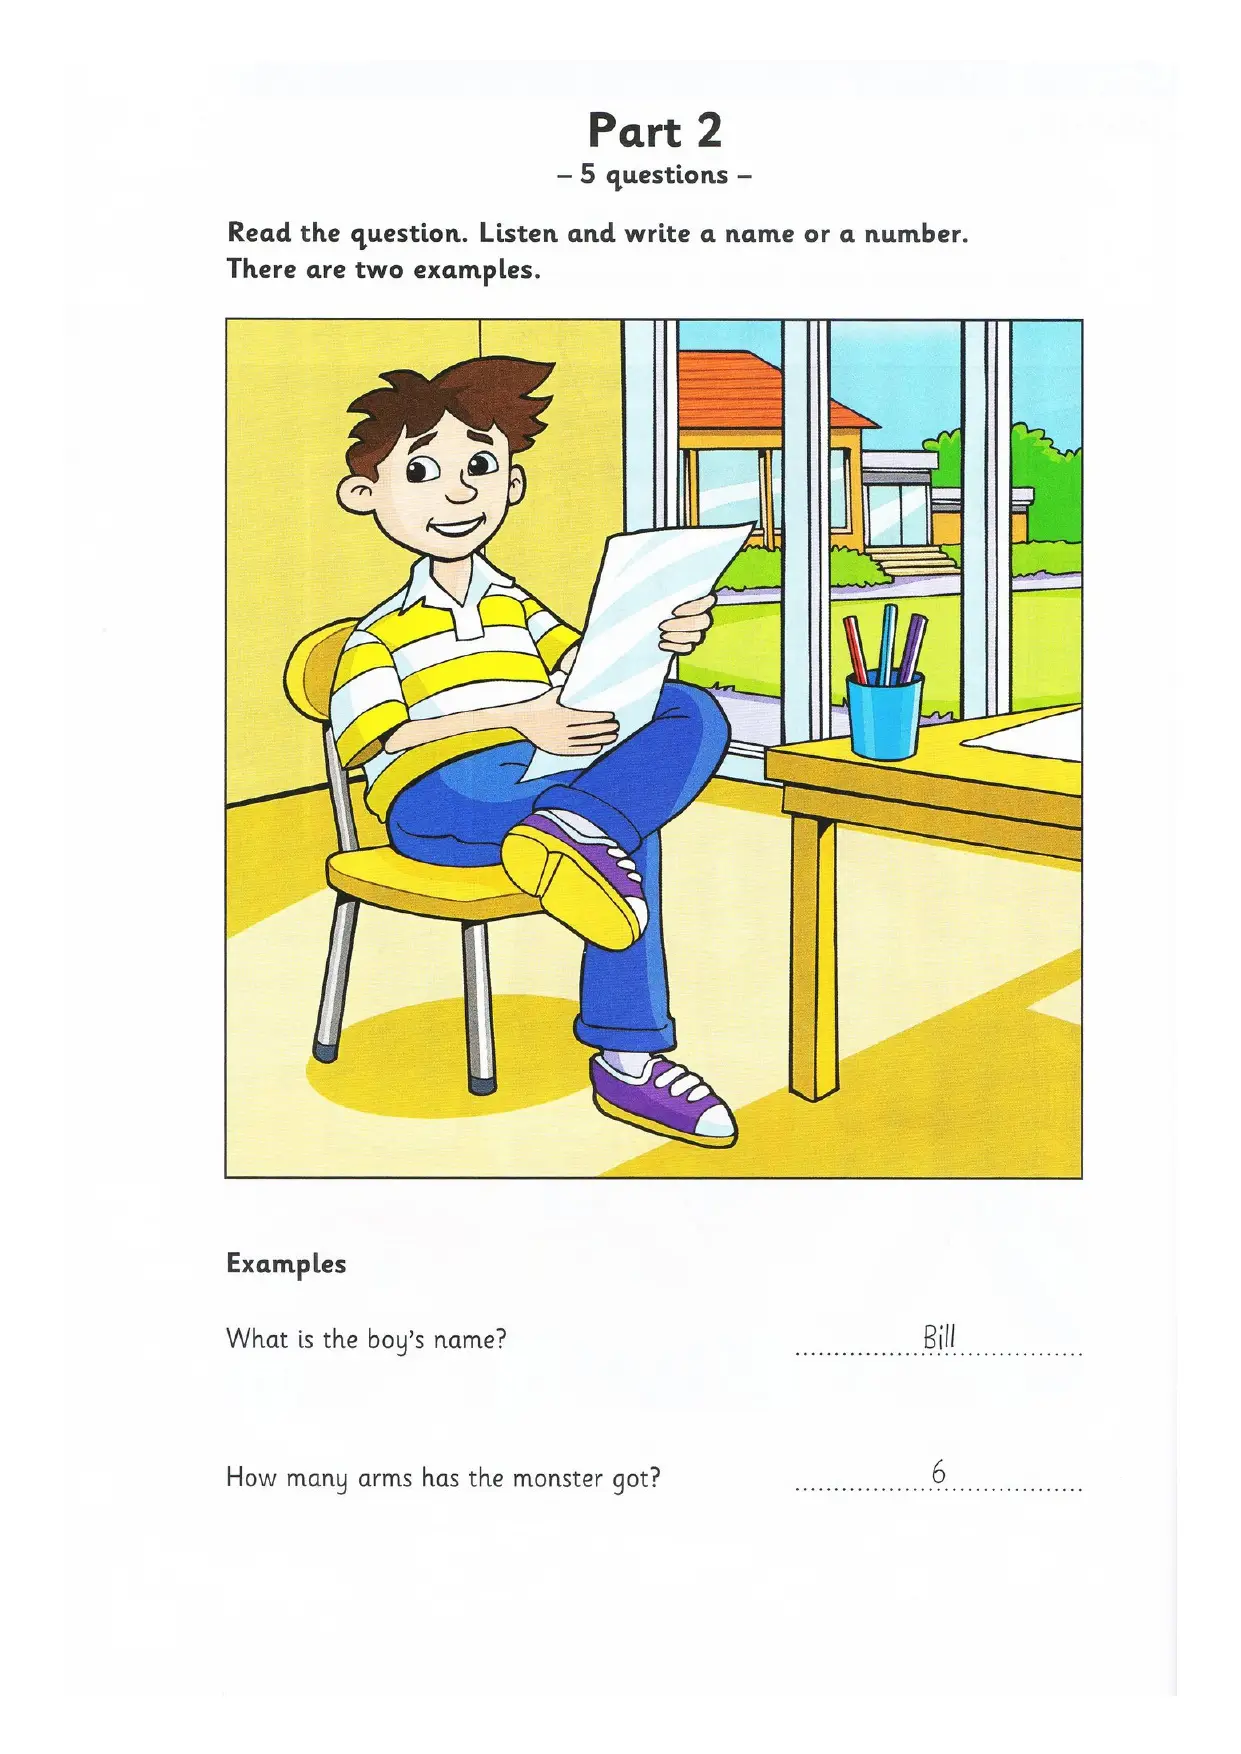 Part 2
– 5 questions –
Read the question. Listen and write a name or a number.
There are two examples.
Examples
What is the boy's name? Bill
How many arms has the monster got? 6